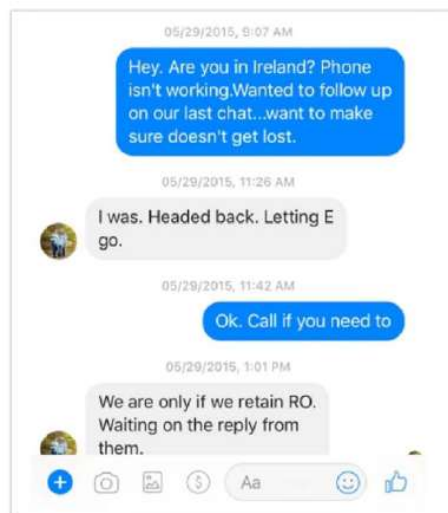 05/29/2015, 9:07 AM
Hey. Are you in Ireland? Phone
isn't working.Wanted to follow up
on our last chat...want to make
sure doesn't get lost.
05/29/2015, 11:26 AM
I was. Headed back. Letting E
go.
05/29/2015, 11:42 AM
Ok. Call if you need to
05/29/2015, 1:01 PM
We are only if we retain RO.
Waiting on the reply from
them.
Aa